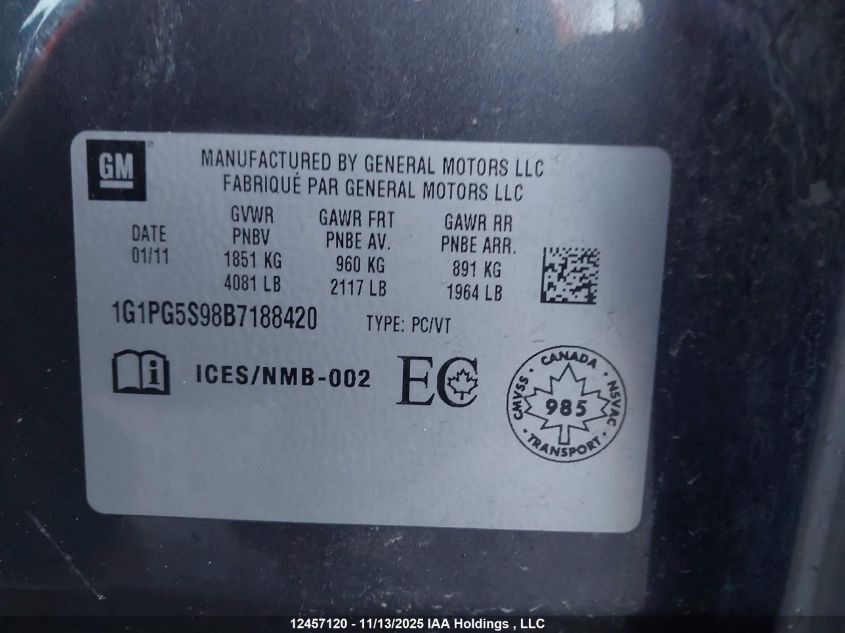 GM
MANUFACTURED BY GENERAL MOTORS LLC
FABRIQUÉ PAR GENERAL MOTORS LLC
DATE
01/11
GVWR
PNBV
1851 KG
4081 LB
GAWR FRT
PNBE AV.
960 KG
2117 LB
GAWR RR
PNBE ARR.
891 KG
1964 LB
1G1PG5S98B7188420 TYPE: PC/VT
i ICES/NMB-002 EC
CANADA
CMVSS 985 NSVAC
TRANSPORT
12457120 - 11/13/2025 IAA Holdings , LLC